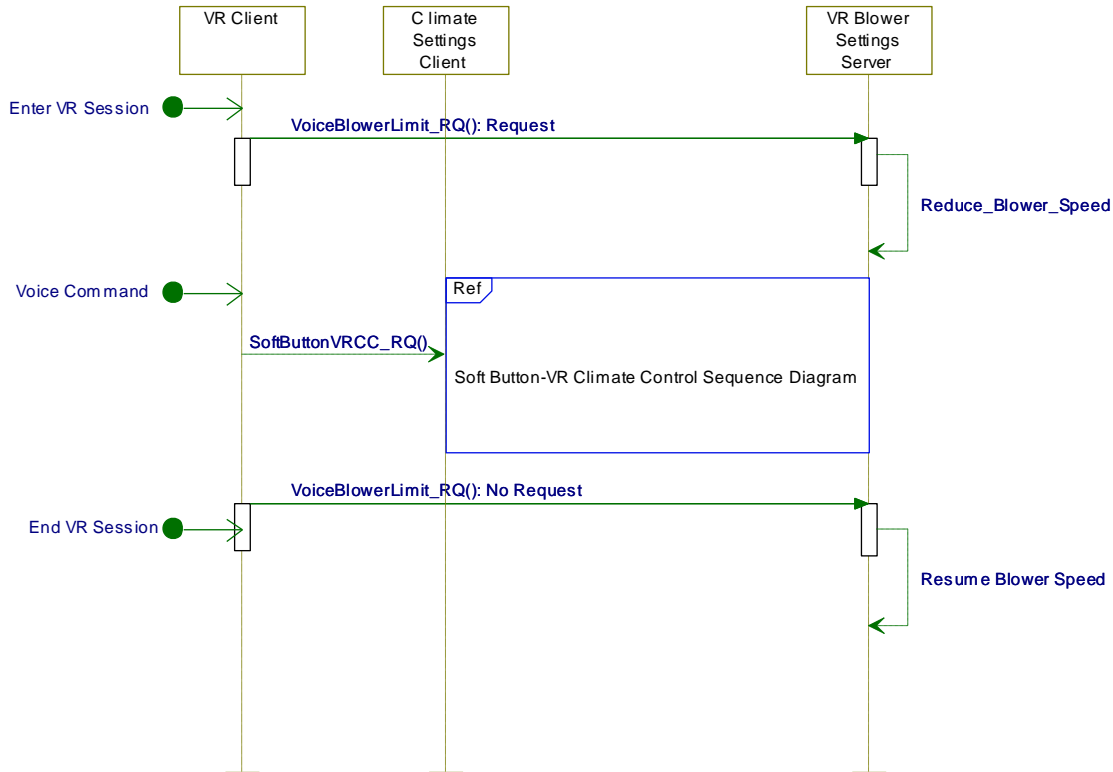 VR Client
Climate
Settings
Client
VR Blower
Settings
Server
Enter VR Session
VoiceBlowerLimit_RQ(): Request
Reduce_Blower_Speed
Voice Command
Ref
SoftButtonVRCC_RQ()
Soft Button-VR Climate Control Sequence Diagram
VoiceBlowerLimit_RQ(): No Request
End VR Session
Resume Blower Speed